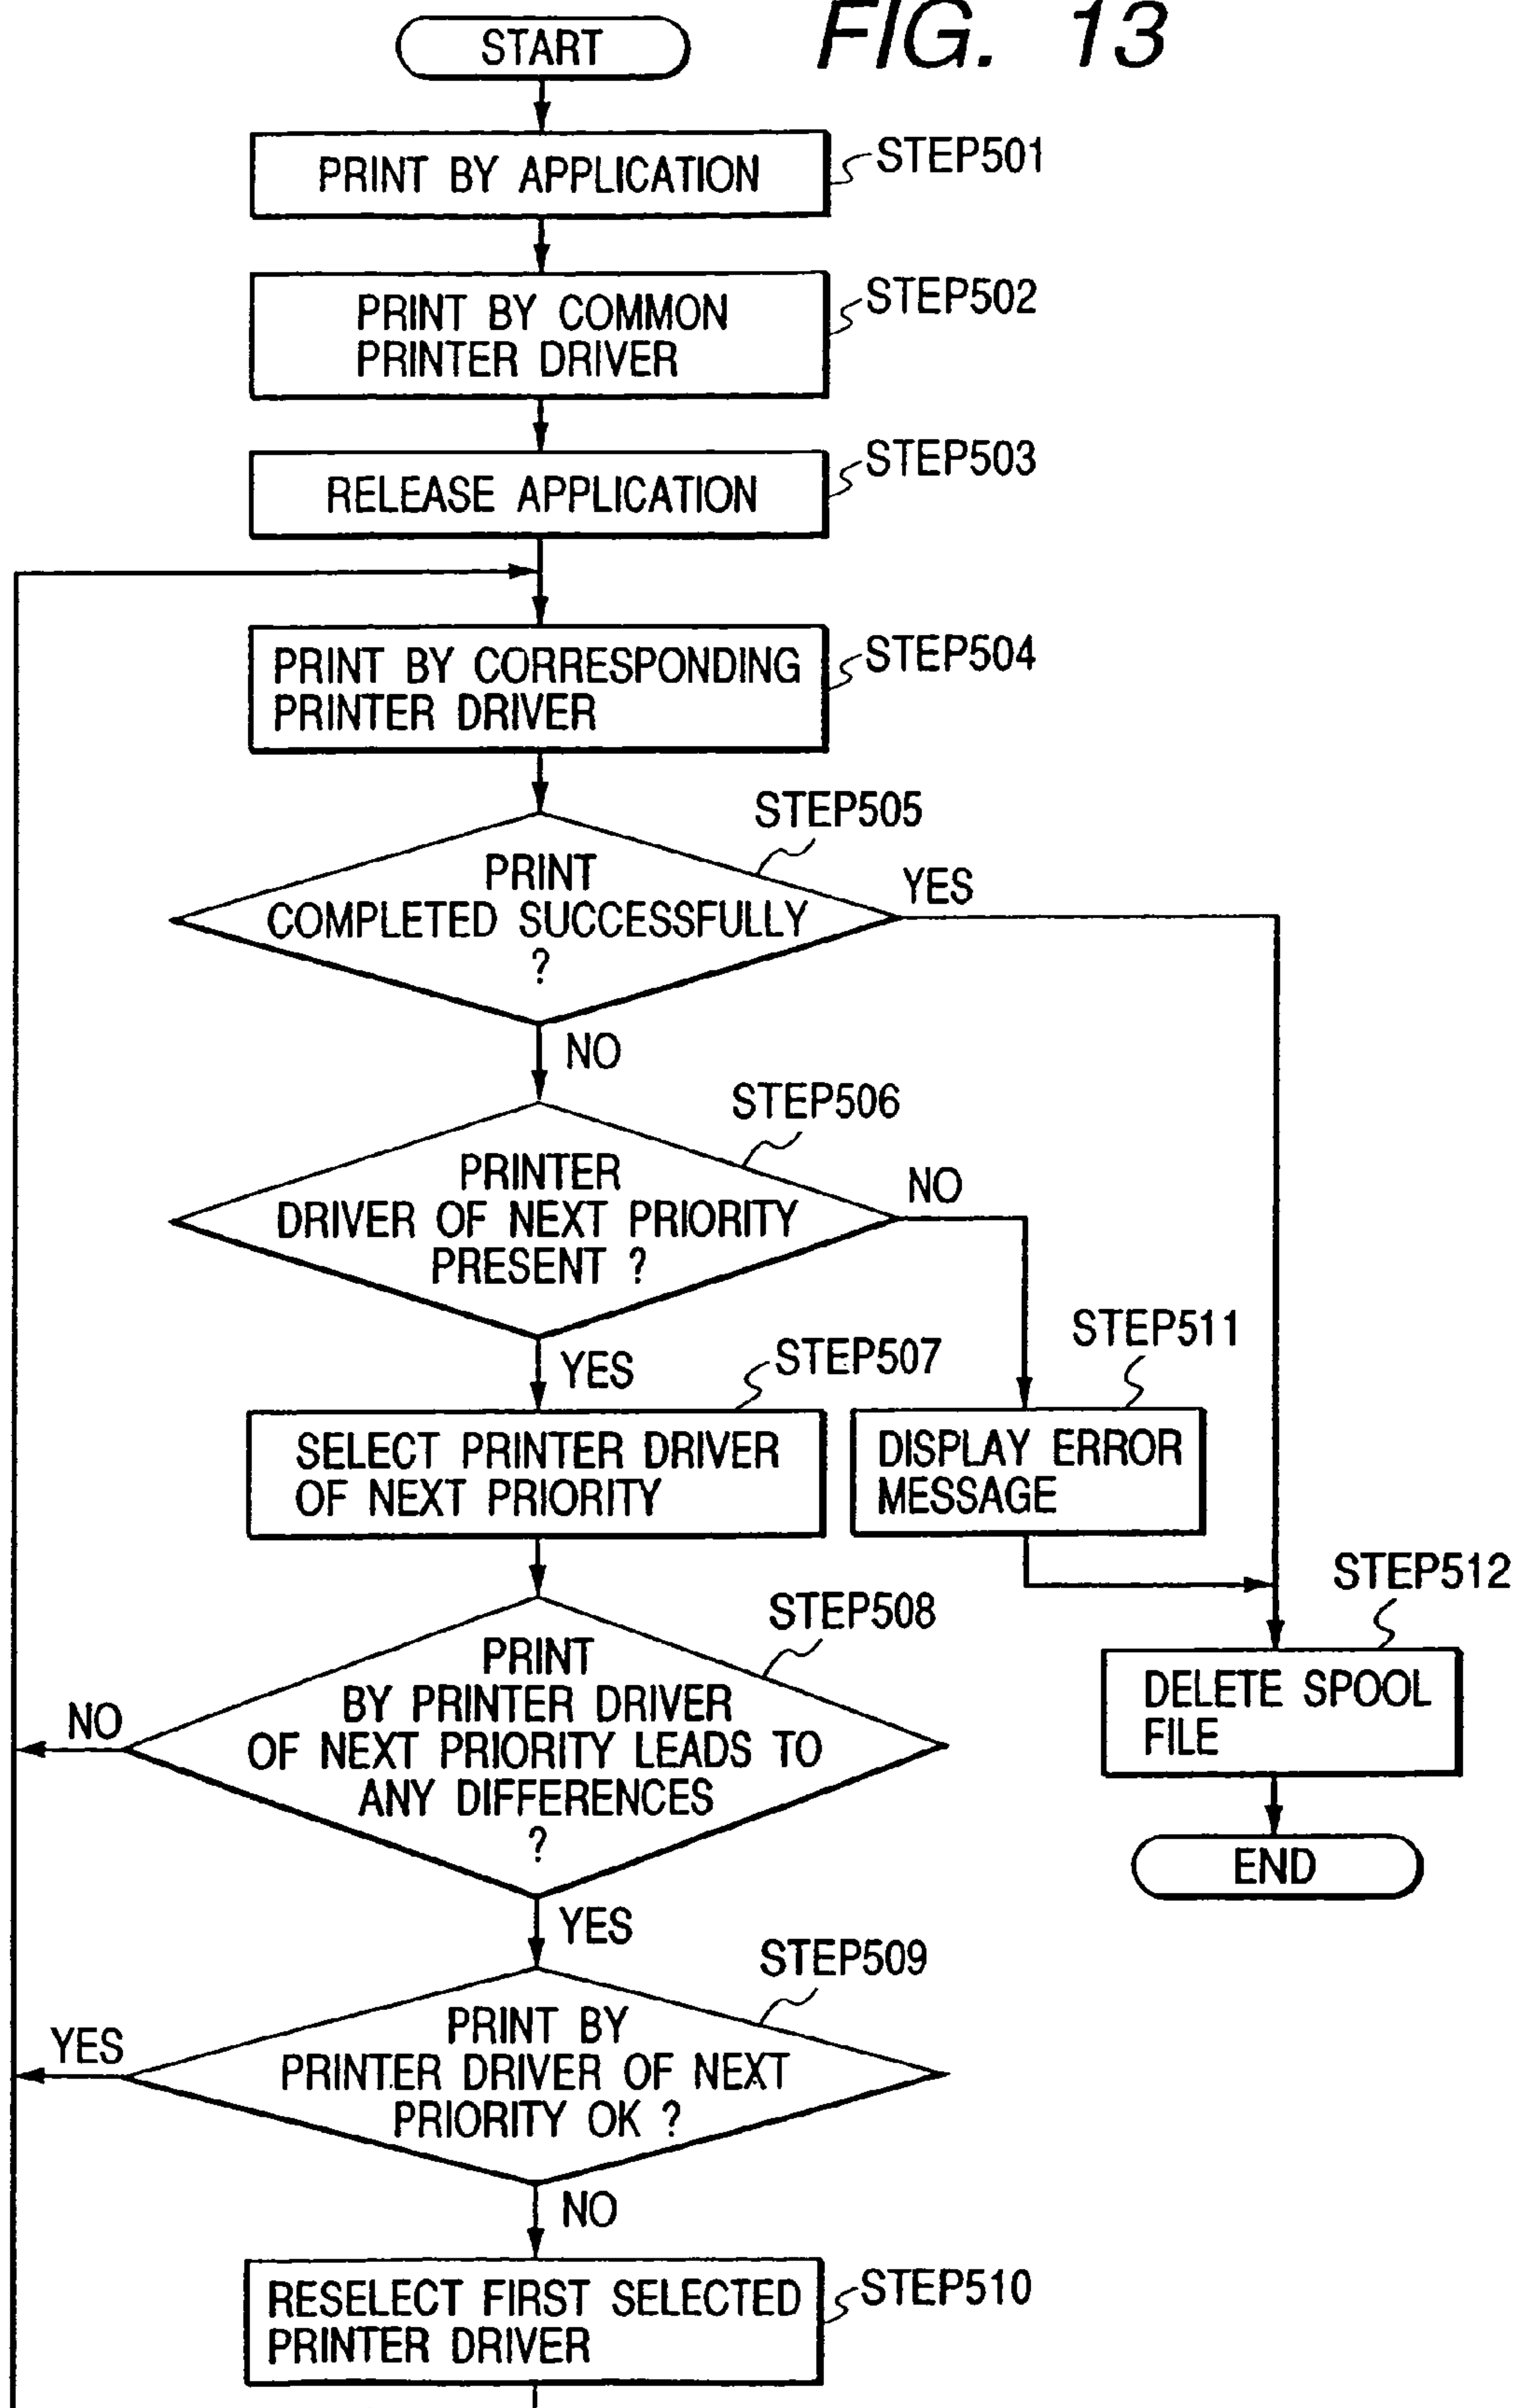 FIG. 13
START
PRINT BY APPLICATION
STEP501
PRINT BY COMMON
PRINTER DRIVER
STEP502
RELEASE APPLICATION
STEP503
PRINT BY CORRESPONDING
PRINTER DRIVER
STEP504
STEP505
PRINT
COMPLETED SUCCESSFULLY
?
YES
NO
STEP506
PRINTER
DRIVER OF NEXT PRIORITY
PRESENT ?
NO
YES
STEP507
SELECT PRINTER DRIVER
OF NEXT PRIORITY
STEP511
DISPLAY ERROR
MESSAGE
STEP508
PRINT
BY PRINTER DRIVER
OF NEXT PRIORITY LEADS TO
ANY DIFFERENCES
?
NO
YES
STEP512
DELETE SPOOL
FILE
END
STEP509
PRINT BY
PRINTER DRIVER OF NEXT
PRIORITY OK ?
YES
NO
RESELECT FIRST SELECTED
PRINTER DRIVER
STEP510